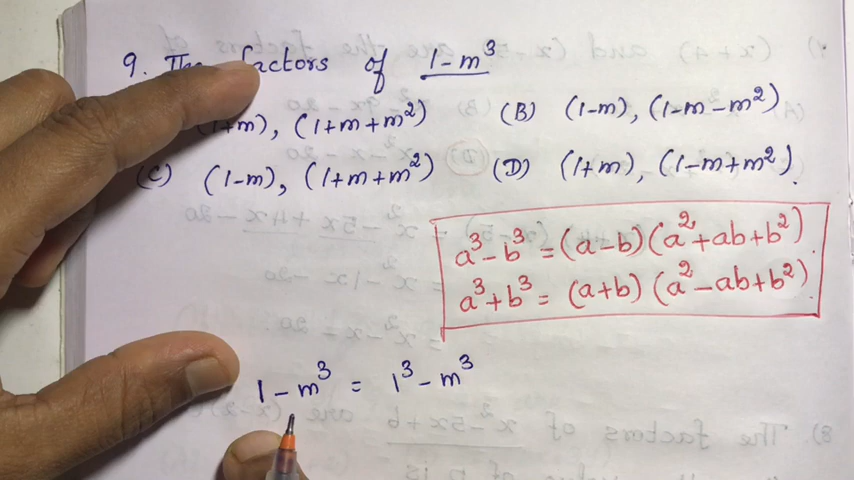 9. The factors of 1-m³
(1+m), (1+m+m²) (B) (1-m), (1-m-m²)
(C) (1-m), (1+m+m²) (D) (1+m), (1-m+m²).
a³-b³ = (a-b)(a²+ab+b²).
a³+b³ = (a+b)(a²-ab+b²)
1-m³ = 1³-m³